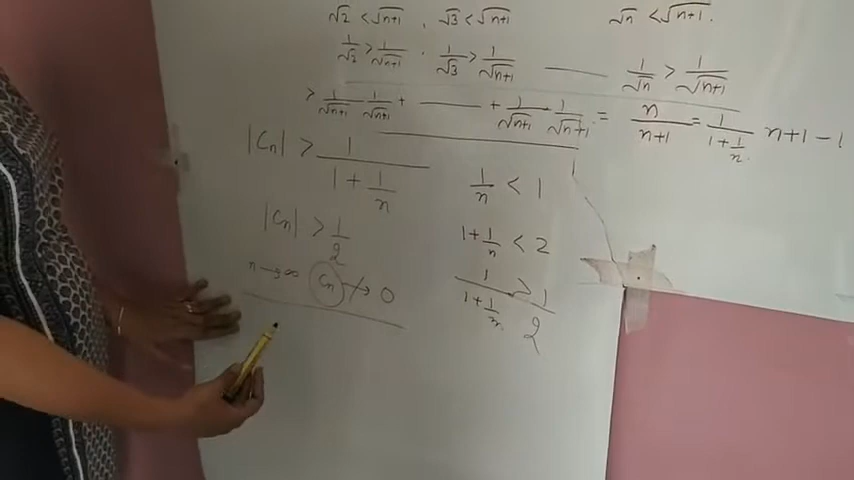 √2 < √n+1 , √3 < √n+1 √n < √n+1 .
1/√2 > 1/√n+1 . 1/√3 > 1/√n+1 —— 1/√n > 1/√n+1
> 1/√n+1 1/√n+1 + —— + 1/√n+1 1/√n+1 = n/n+1 = 1/1+1/n n+1-1
|Cn| > 1/1+1/n 1/n < 1
|Cn| > 1/2 1+1/n < 2
n→∞ Cn ↛ 0 1/1+1/n > 1/2